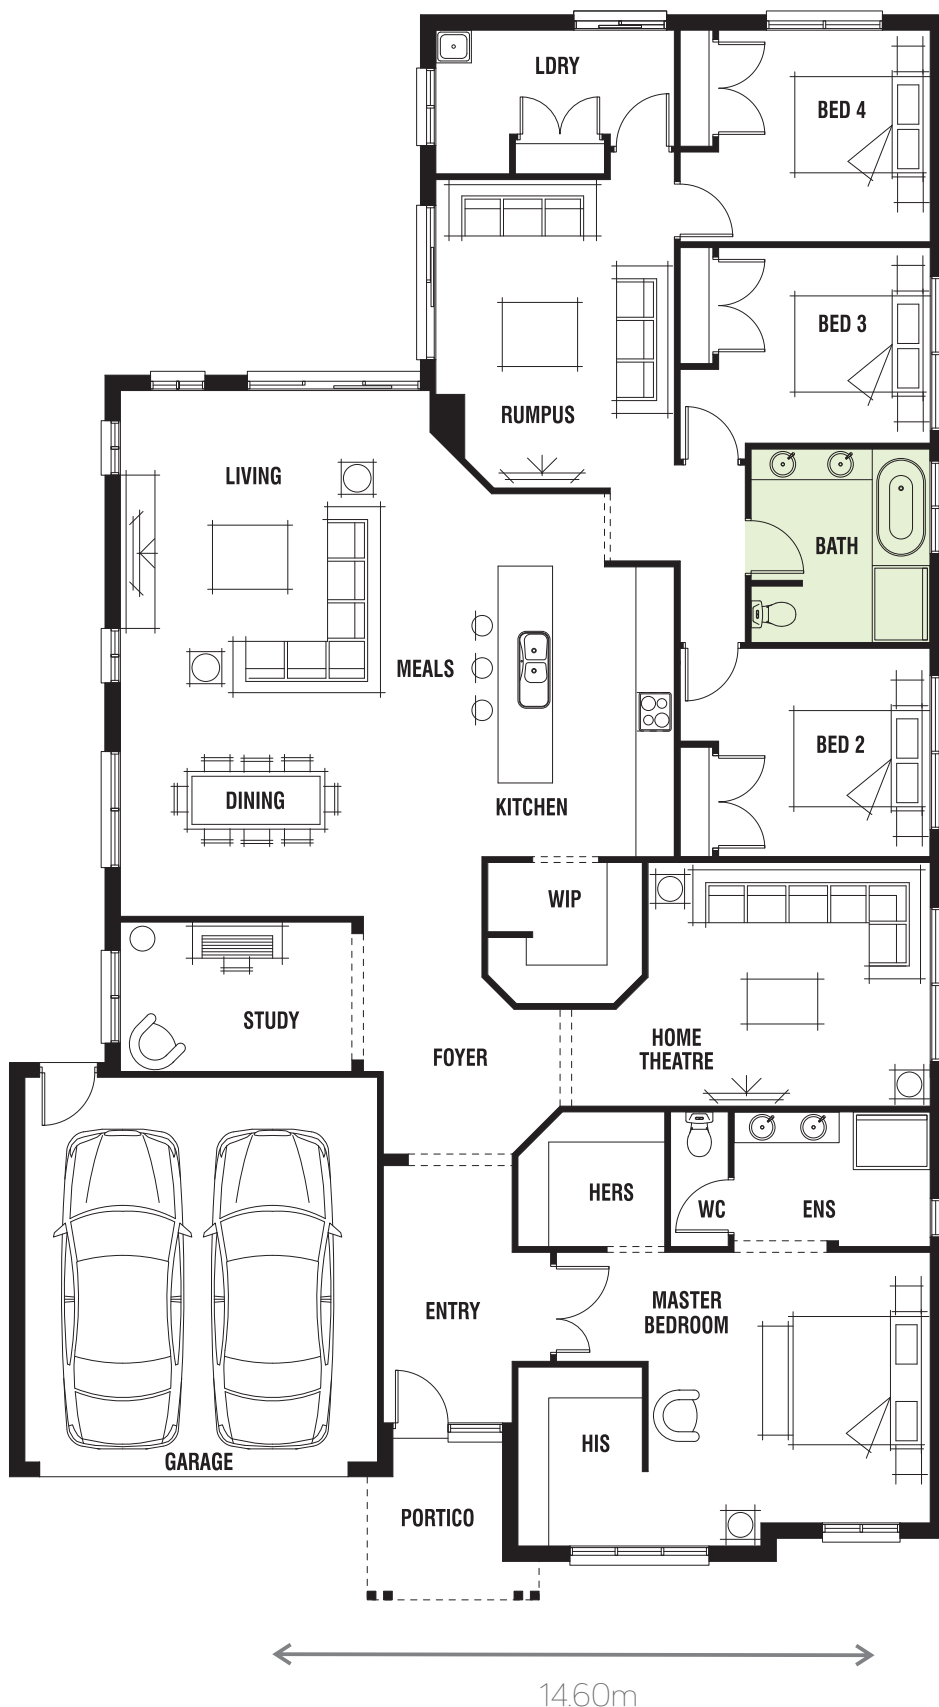 LDRY
BED 4
BED 3
RUMPUS
LIVING
BATH
MEALS
BED 2
DINING
KITCHEN
WIP
STUDY
HOME
THEATRE
FOYER
HERS
WC
ENS
ENTRY
MASTER
BEDROOM
HIS
GARAGE
PORTICO
14.60m